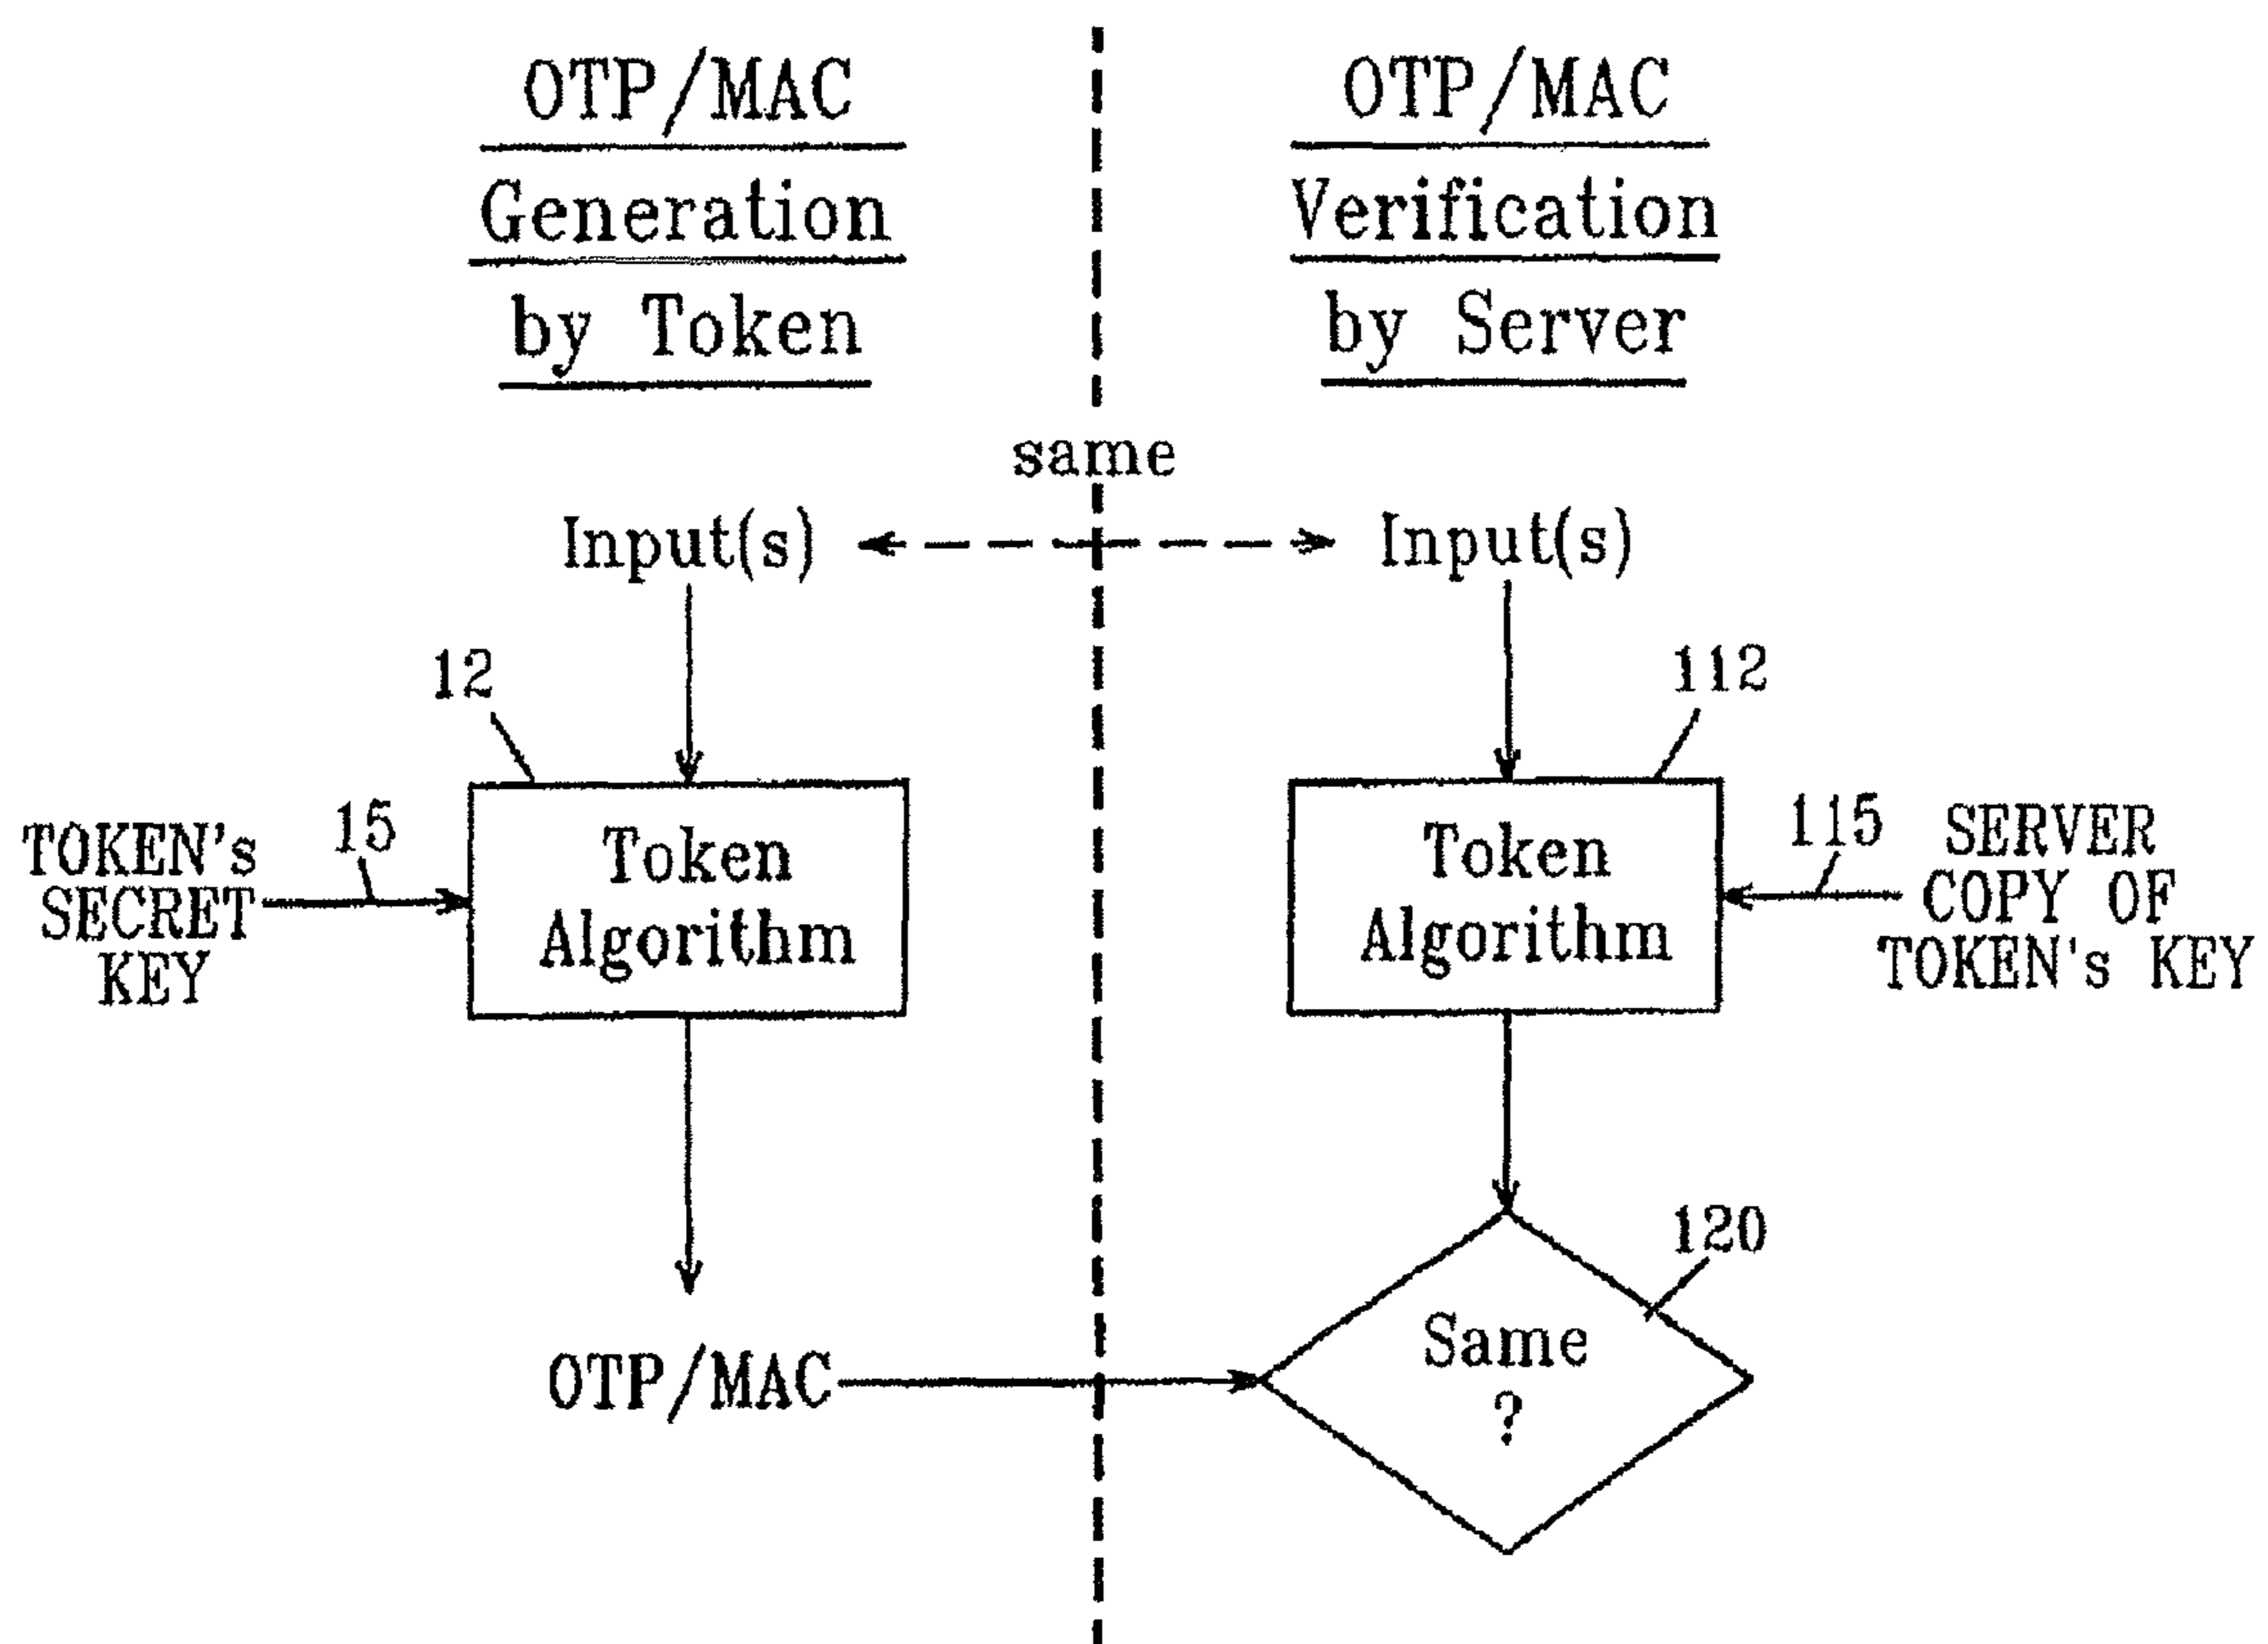 OTP/MAC
Generation
by Token
OTP/MAC
Verification
by Server
same
Input(s)
Input(s)
12
112
TOKEN's
SECRET
KEY
15
Token
Algorithm
Token
Algorithm
115
SERVER
COPY OF
TOKEN's KEY
120
OTP/MAC
Same
?